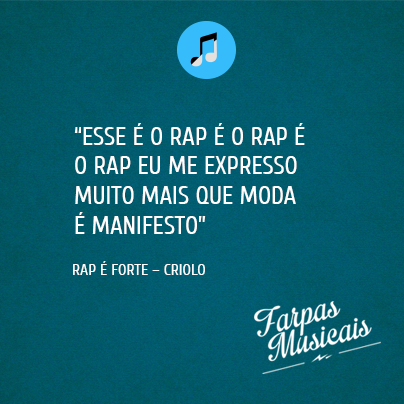 “ESSE É O RAP É O RAP É
O RAP EU ME EXPRESSO
MUITO MAIS QUE MODA
É MANIFESTO”
RAP É FORTE – CRIOLO
Farpas
Musicais